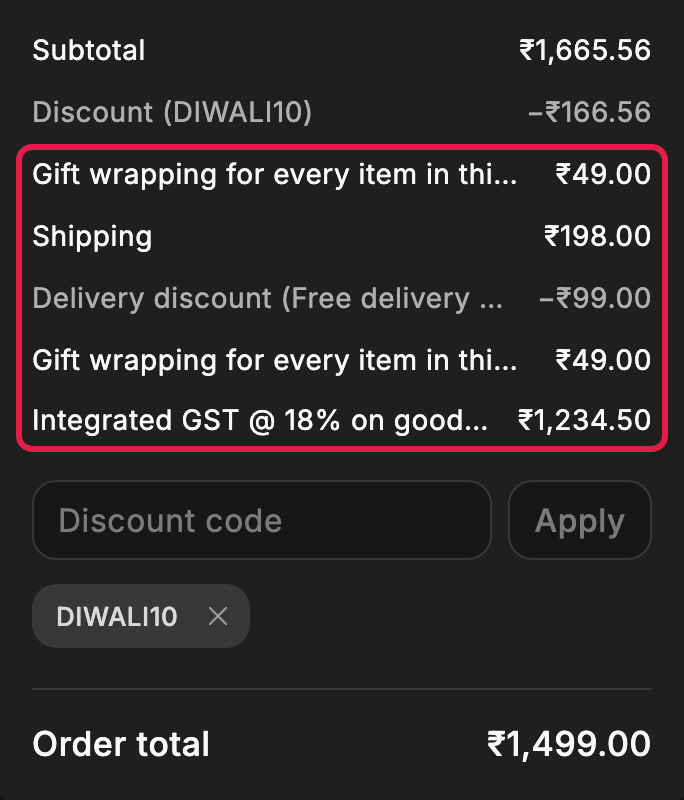 Subtotal ₹1,665.56
Discount (DIWALI10) −₹166.56
Gift wrapping for every item in thi... ₹49.00
Shipping ₹198.00
Delivery discount (Free delivery ... −₹99.00
Gift wrapping for every item in thi... ₹49.00
Integrated GST @ 18% on good... ₹1,234.50
Discount code Apply
DIWALI10
Order total ₹1,499.00